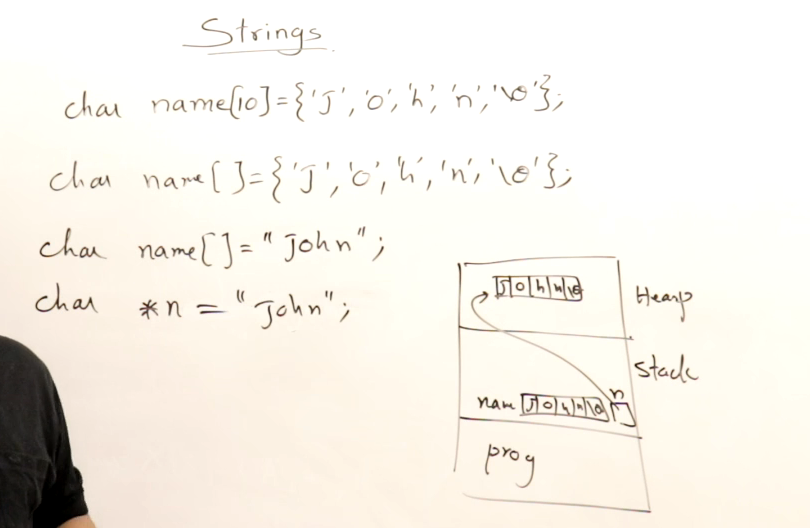 Strings
char name[10]={'J','o','h','n','\0'};
char name[]={'J','o','h','n','\0'};
char name[]="John";
char *n = "John";
J o h n \0
Heap
Stack
n
name J o h n \0
prog